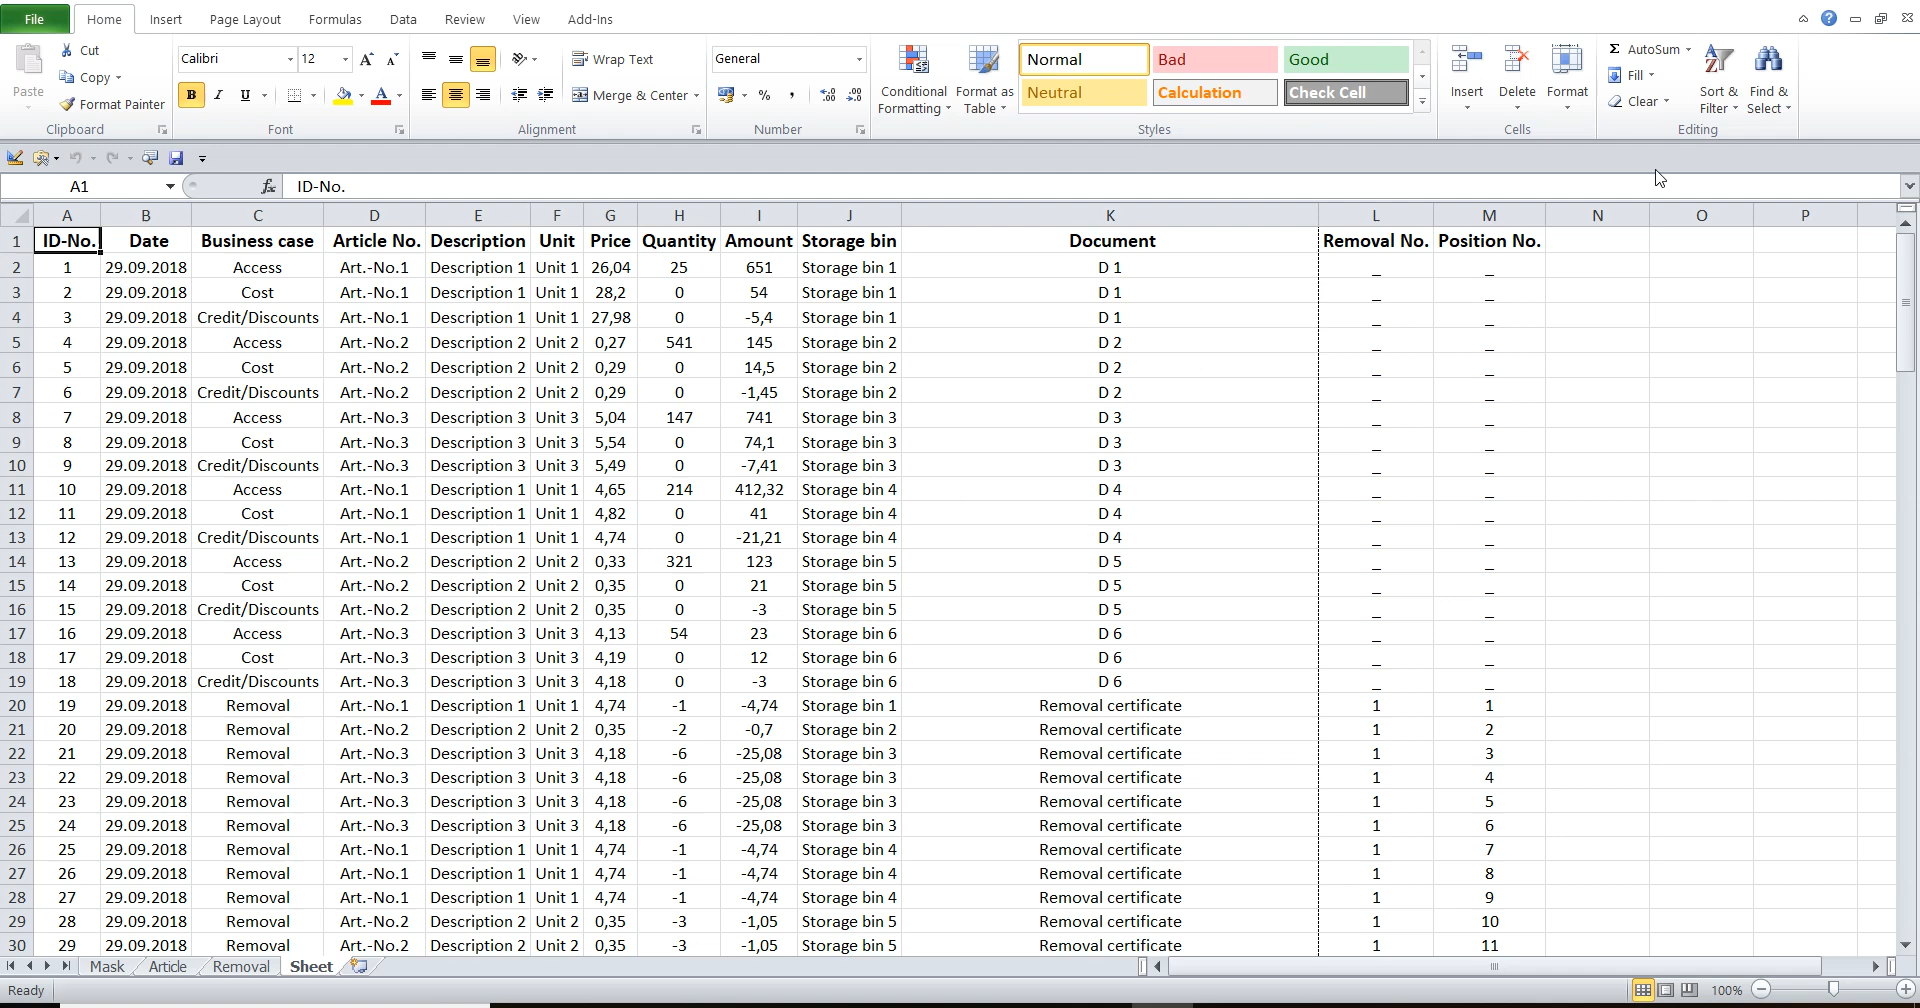 File Home Insert Page Layout Formulas Data Review View Add-Ins
Paste Cut Copy Format Painter Clipboard
Calibri 12 B I U Font
Wrap Text Merge & Center Alignment
General % , Number
Conditional Formatting Format as Table Normal Bad Good Neutral Calculation Check Cell Styles
Insert Delete Format Cells
Σ AutoSum Fill Clear Sort & Filter Find & Select Editing
A1 fx ID-No.
A B C D E F G H I J K L M N O P
1 ID-No. Date Business case Article No. Description Unit Price Quantity Amount Storage bin Document Removal No. Position No.
2 1 29.09.2018 Access Art.-No.1 Description 1 Unit 1 26,04 25 651 Storage bin 1 D 1 _ _
3 2 29.09.2018 Cost Art.-No.1 Description 1 Unit 1 28,2 0 54 Storage bin 1 D 1 _ _
4 3 29.09.2018 Credit/Discounts Art.-No.1 Description 1 Unit 1 27,98 0 -5,4 Storage bin 1 D 1 _ _
5 4 29.09.2018 Access Art.-No.2 Description 2 Unit 2 0,27 541 145 Storage bin 2 D 2 _ _
6 5 29.09.2018 Cost Art.-No.2 Description 2 Unit 2 0,29 0 14,5 Storage bin 2 D 2 _ _
7 6 29.09.2018 Credit/Discounts Art.-No.2 Description 2 Unit 2 0,29 0 -1,45 Storage bin 2 D 2 _ _
8 7 29.09.2018 Access Art.-No.3 Description 3 Unit 3 5,04 147 741 Storage bin 3 D 3 _ _
9 8 29.09.2018 Cost Art.-No.3 Description 3 Unit 3 5,54 0 74,1 Storage bin 3 D 3 _ _
10 9 29.09.2018 Credit/Discounts Art.-No.3 Description 3 Unit 3 5,49 0 -7,41 Storage bin 3 D 3 _ _
11 10 29.09.2018 Access Art.-No.1 Description 1 Unit 1 4,65 214 412,32 Storage bin 4 D 4 _ _
12 11 29.09.2018 Cost Art.-No.1 Description 1 Unit 1 4,82 0 41 Storage bin 4 D 4 _ _
13 12 29.09.2018 Credit/Discounts Art.-No.1 Description 1 Unit 1 4,74 0 -21,21 Storage bin 4 D 4 _ _
14 13 29.09.2018 Access Art.-No.2 Description 2 Unit 2 0,33 321 123 Storage bin 5 D 5 _ _
15 14 29.09.2018 Cost Art.-No.2 Description 2 Unit 2 0,35 0 21 Storage bin 5 D 5 _ _
16 15 29.09.2018 Credit/Discounts Art.-No.2 Description 2 Unit 2 0,35 0 -3 Storage bin 5 D 5 _ _
17 16 29.09.2018 Access Art.-No.3 Description 3 Unit 3 4,13 54 23 Storage bin 6 D 6 _ _
18 17 29.09.2018 Cost Art.-No.3 Description 3 Unit 3 4,19 0 12 Storage bin 6 D 6 _ _
19 18 29.09.2018 Credit/Discounts Art.-No.3 Description 3 Unit 3 4,18 0 -3 Storage bin 6 D 6 _ _
20 19 29.09.2018 Removal Art.-No.1 Description 1 Unit 1 4,74 -1 -4,74 Storage bin 1 Removal certificate 1 1
21 20 29.09.2018 Removal Art.-No.2 Description 2 Unit 2 0,35 -2 -0,7 Storage bin 2 Removal certificate 1 2
22 21 29.09.2018 Removal Art.-No.3 Description 3 Unit 3 4,18 -6 -25,08 Storage bin 3 Removal certificate 1 3
23 22 29.09.2018 Removal Art.-No.3 Description 3 Unit 3 4,18 -6 -25,08 Storage bin 3 Removal certificate 1 4
24 23 29.09.2018 Removal Art.-No.3 Description 3 Unit 3 4,18 -6 -25,08 Storage bin 3 Removal certificate 1 5
25 24 29.09.2018 Removal Art.-No.3 Description 3 Unit 3 4,18 -6 -25,08 Storage bin 3 Removal certificate 1 6
26 25 29.09.2018 Removal Art.-No.1 Description 1 Unit 1 4,74 -1 -4,74 Storage bin 4 Removal certificate 1 7
27 26 29.09.2018 Removal Art.-No.1 Description 1 Unit 1 4,74 -1 -4,74 Storage bin 4 Removal certificate 1 8
28 27 29.09.2018 Removal Art.-No.1 Description 1 Unit 1 4,74 -1 -4,74 Storage bin 4 Removal certificate 1 9
29 28 29.09.2018 Removal Art.-No.2 Description 2 Unit 2 0,35 -3 -1,05 Storage bin 5 Removal certificate 1 10
30 29 29.09.2018 Removal Art.-No.2 Description 2 Unit 2 0,35 -3 -1,05 Storage bin 5 Removal certificate 1 11
Mask Article Removal Sheet
Ready 100%